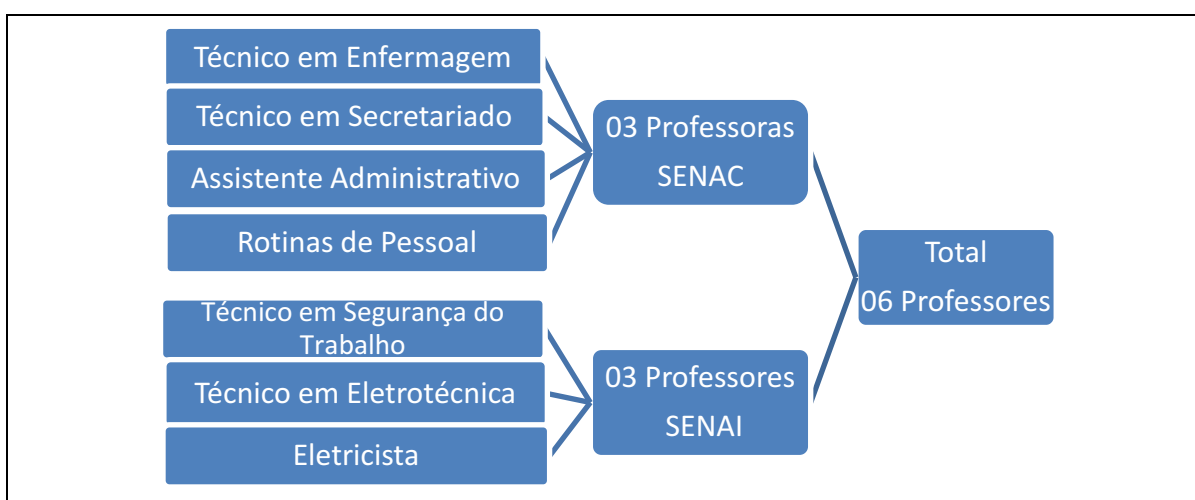 Técnico em Enfermagem
Técnico em Secretariado
Assistente Administrativo
Rotinas de Pessoal
03 Professoras
SENAC
Técnico em Segurança do
Trabalho
Técnico em Eletrotécnica
Eletricista
03 Professores
SENAI
Total
06 Professores